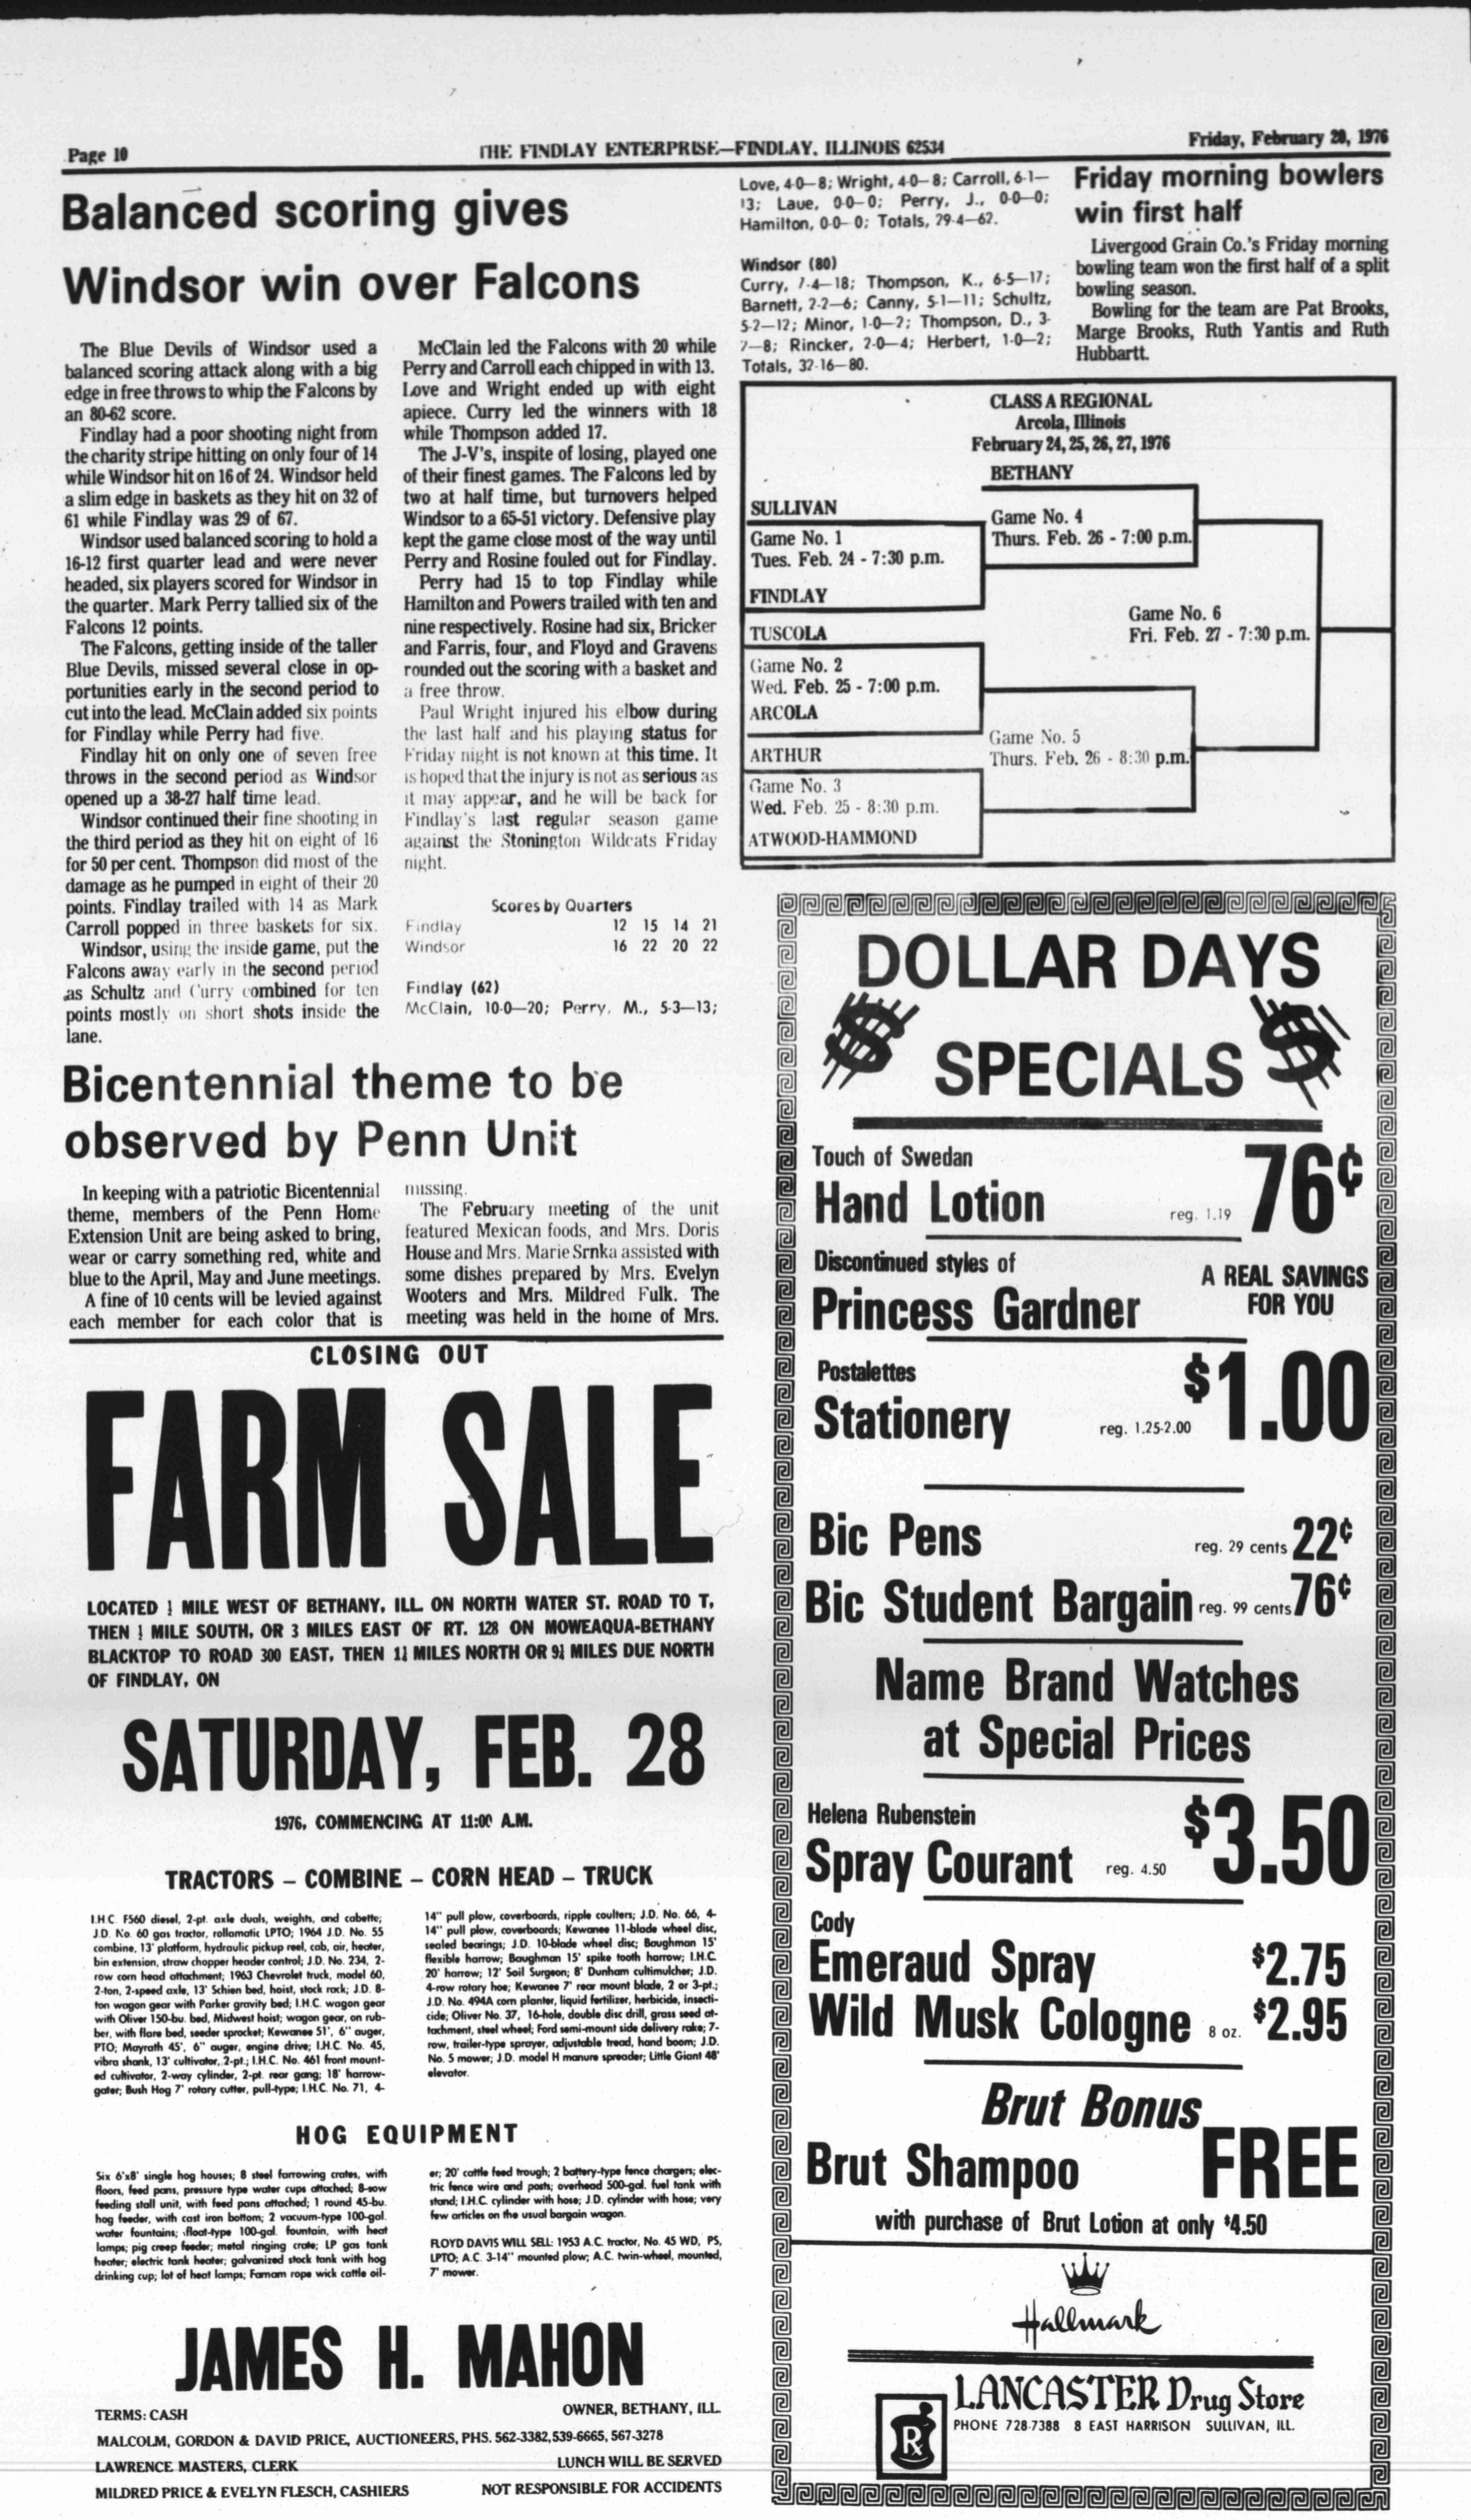 Page 10
THE FINDLAY ENTERPRISE—FINDLAY, ILLINOIS 62534
Friday, February 20, 1976
Balanced scoring gives
Windsor win over Falcons
The Blue Devils of Windsor used a
balanced scoring attack along with a big
edge in free throws to whip the Falcons by
an 80-62 score.
Findlay had a poor shooting night from
the charity stripe hitting on only four of 14
while Windsor hit on 16 of 24. Windsor held
a slim edge in baskets as they hit on 32 of
61 while Findlay was 29 of 67.
Windsor used balanced scoring to hold a
16-12 first quarter lead and were never
headed, six players scored for Windsor in
the quarter. Mark Perry tallied six of the
Falcons 12 points.
The Falcons, getting inside of the taller
Blue Devils, missed several close in op-
portunities early in the second period to
cut into the lead. McClain added six points
for Findlay while Perry had five.
Findlay hit on only one of seven free
throws in the second period as Windsor
opened up a 38-27 half time lead.
Windsor continued their fine shooting in
the third period as they hit on eight of 16
for 50 per cent. Thompson did most of the
damage as he pumped in eight of their 20
points. Findlay trailed with 14 as Mark
Carroll popped in three baskets for six.
Windsor, using the inside game, put the
Falcons away early in the second period
as Schultz and Curry combined for ten
points mostly on short shots inside the
lane.
McClain led the Falcons with 20 while
Perry and Carroll each chipped in with 13.
Love and Wright ended up with eight
apiece. Curry led the winners with 18
while Thompson added 17.
The J-V's, inspite of losing, played one
of their finest games. The Falcons led by
two at half time, but turnovers helped
Windsor to a 65-51 victory. Defensive play
kept the game close most of the way until
Perry and Rosine fouled out for Findlay.
Perry had 15 to top Findlay while
Hamilton and Powers trailed with ten and
nine respectively. Rosine had six, Bricker
and Farris, four, and Floyd and Gravens
rounded out the scoring with a basket and
a free throw.
Paul Wright injured his elbow during
the last half and his playing status for
Friday night is not known at this time. It
is hoped that the injury is not as serious as
it may appear, and he will be back for
Findlay's last regular season game
against the Stonington Wildcats Friday
night.
Scores by Quarters
Findlay 12 15 14 21
Windsor 16 22 20 22
Findlay (62)
McClain, 10-0—20; Perry, M., 5-3—13;
Love, 4-0—8; Wright, 4-0—8; Carroll, 6-1—
13; Laue, 0-0—0; Perry, J., 0-0—0;
Hamilton, 0-0—0; Totals, 29-4—62.
Windsor (80)
Curry, 7-4—18; Thompson, K., 6-5—17;
Barnett, 2-2—6; Canny, 5-1—11; Schultz,
5-2—12; Minor, 1-0—2; Thompson, D., 3-
2—8; Rincker, 2-0—4; Herbert, 1-0—2;
Totals, 32-16—80.
Friday morning bowlers
win first half
Livergood Grain Co.'s Friday morning
bowling team won the first half of a split
bowling season.
Bowling for the team are Pat Brooks,
Marge Brooks, Ruth Yantis and Ruth
Hubbartt.
CLASS A REGIONAL
Arcola, Illinois
February 24, 25, 26, 27, 1976
BETHANY
SULLIVAN
Game No. 4
Thurs. Feb. 26 - 7:00 p.m.
Game No. 1
Tues. Feb. 24 - 7:30 p.m.
FINDLAY
Game No. 6
Fri. Feb. 27 - 7:30 p.m.
TUSCOLA
Game No. 2
Wed. Feb. 25 - 7:00 p.m.
ARCOLA
Game No. 5
Thurs. Feb. 26 - 8:30 p.m.
ARTHUR
Game No. 3
Wed. Feb. 25 - 8:30 p.m.
ATWOOD-HAMMOND
Bicentennial theme to be
observed by Penn Unit
In keeping with a patriotic Bicentennial
theme, members of the Penn Home
Extension Unit are being asked to bring,
wear or carry something red, white and
blue to the April, May and June meetings.
A fine of 10 cents will be levied against
each member for each color that is
missing.
The February meeting of the unit
featured Mexican foods, and Mrs. Doris
House and Mrs. Marie Srnka assisted with
some dishes prepared by Mrs. Evelyn
Wooters and Mrs. Mildred Fulk. The
meeting was held in the home of Mrs.
CLOSING OUT
FARM SALE
LOCATED MILE WEST OF BETHANY, ILL. ON NORTH WATER ST. ROAD TO T,
THEN MILE SOUTH, OR 3 MILES EAST OF RT. 128 ON MOWEAQUA-BETHANY
BLACKTOP TO ROAD 300 EAST, THEN MILES NORTH OR MILES DUE NORTH
OF FINDLAY, ON
SATURDAY, FEB. 28
1976, COMMENCING AT 11:00 A.M.
TRACTORS – COMBINE – CORN HEAD – TRUCK
I.H.C. F560 diesel, 2-pt. axle duals, weights, and cabette;
J.D. No. 60 gas tractor, rollamatic LPTO; 1964 J.D. No. 55
combine, 13' platform, hydraulic pickup reel, cab, air, heater,
bin extension, straw chopper header control; J.D. No. 234, 2-
row corn head attachment; 1963 Chevrolet truck, model 60,
2-ton, 2-speed axle, 13' Schien bed, hoist, stock rack; J.D. 8-
ton wagon gear with Parker gravity bed; I.H.C. wagon gear
with Oliver 150-bu. bed, Midwest hoist; wagon gear, on rub-
ber, with flare bed, seeder sprocket; Kewanee 51', 6" auger,
PTO; Mayrath 45', 6" auger, engine drive; I.H.C. No. 45,
vibra shank, 13' cultivator, 2-pt.; I.H.C. No. 461 front mount-
ed cultivator, 2-way cylinder, 2-pt. rear gang; 18' harrow-
gater; Bush Hog 7' rotary cutter, pull-type; I.H.C. No. 71, 4-
14" pull plow, coverboards, ripple coulters; J.D. No. 66, 4-
14" pull plow, coverboards; Kewanee 11-blade wheel disc,
sealed bearings; J.D. 10-blade wheel disc; Baughman 15'
flexible harrow; Baughman 15' spike tooth harrow; I.H.C.
20' harrow; 12' Soil Surgeon; 8' Dunham cultimulcher; J.D.
4-row rotary hoe; Kewanee 7' rear mount blade, 2 or 3-pt.;
J.D. No. 494A corn planter, liquid fertilizer, herbicide, insecti-
cide; Oliver No. 37, 16-hole, double disc drill, grass seed at-
tachment, steel wheel; Ford semi-mount side delivery rake; 7-
row, trailer-type sprayer, adjustable tread, hand boom; J.D.
No. 5 mower; J.D. model H manure spreader; Little Giant 48'
elevator.
HOG EQUIPMENT
Six 6'x8' single hog houses; 8 steel farrowing crates, with
floors, feed pans, pressure type water cups attached; 8-sow
feeding stall unit, with feed pans attached; 1 round 45-bu.
hog feeder, with cast iron bottom; 2 vacuum-type 100-gal.
water fountains; float-type 100-gal. fountain, with heat
lamps; pig creep feeder; metal ringing crate; LP gas tank
heater; electric tank heater; galvanized stock tank with hog
drinking cup; lot of heat lamps; Farnam rope wick cattle oil-
er; 20' cattle feed trough; 2 battery-type fence chargers; elec-
tric fence wire and posts; overhead 500-gal. fuel tank with
stand; I.H.C. cylinder with hose; J.D. cylinder with hose; very
few articles on the usual bargain wagon.
FLOYD DAVIS WILL SELL: 1953 A.C. tractor, No. 45 WD, PS,
LPTO; A.C. 3-14" mounted plow; A.C. twin-wheel, mounted,
7' mower.
JAMES H. MAHON
OWNER, BETHANY, ILL.
TERMS: CASH
MALCOLM, GORDON & DAVID PRICE, AUCTIONEERS, PHS. 562-3382, 539-6665, 567-3278
LAWRENCE MASTERS, CLERK
LUNCH WILL BE SERVED
MILDRED PRICE & EVELYN FLESCH, CASHIERS
NOT RESPONSIBLE FOR ACCIDENTS
DOLLAR DAYS
$ SPECIALS $
Touch of Swedan
Hand Lotion reg. 1.19 76¢
Discontinued styles of
Princess Gardner
A REAL SAVINGS
FOR YOU
Postalettes
Stationery reg. 1.25-2.00 $1.00
Bic Pens reg. 29 cents 22¢
Bic Student Bargain reg. 99 cents 76¢
Name Brand Watches
at Special Prices
Helena Rubenstein
Spray Courant reg. 4.50 $3.50
Cody
Emeraud Spray $2.75
Wild Musk Cologne 8 oz. $2.95
Brut Bonus
Brut Shampoo FREE
with purchase of Brut Lotion at only $4.50
Hallmark
LANCASTER Drug Store
PHONE 728-7388 8 EAST HARRISON SULLIVAN, ILL.
Rx